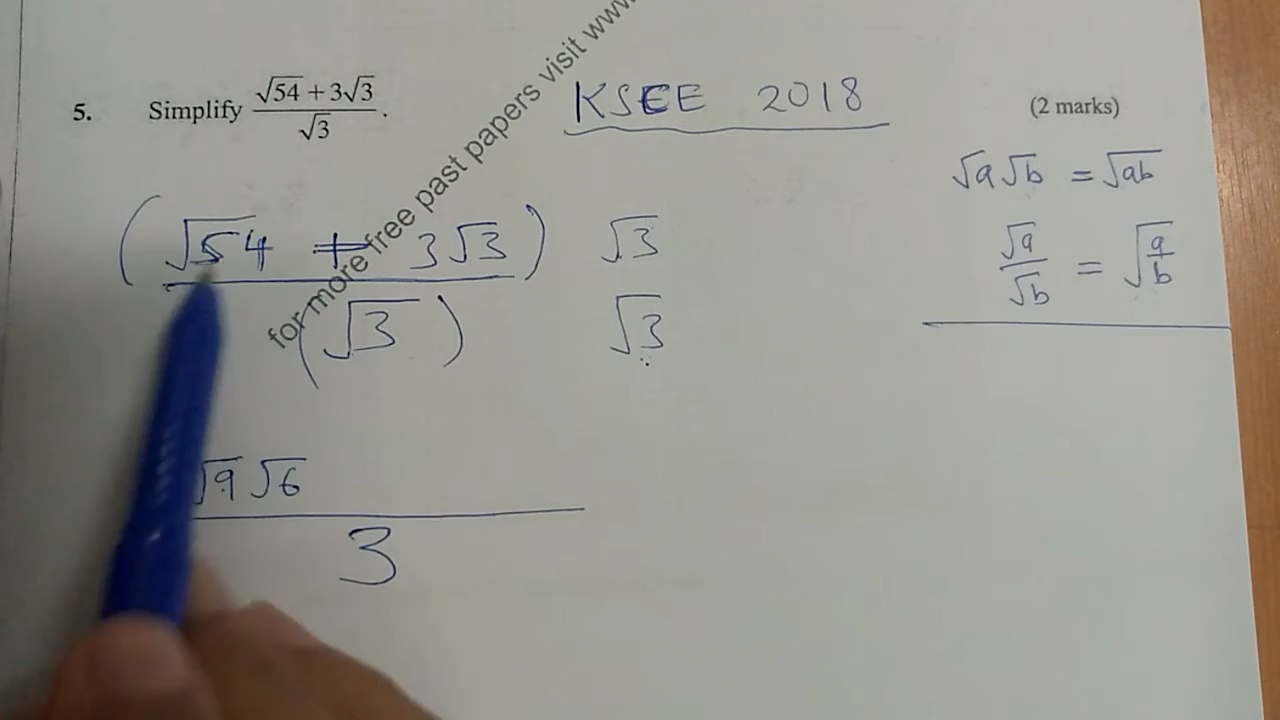 5. Simplify (√54 + 3√3)/√3 . KSEE 2018 (2 marks)
for more free past papers visit www.
√a√b = √ab
√a/√b = √(a/b)
(√54 + 3√3) √3
(√3) √3
√9 √6
3